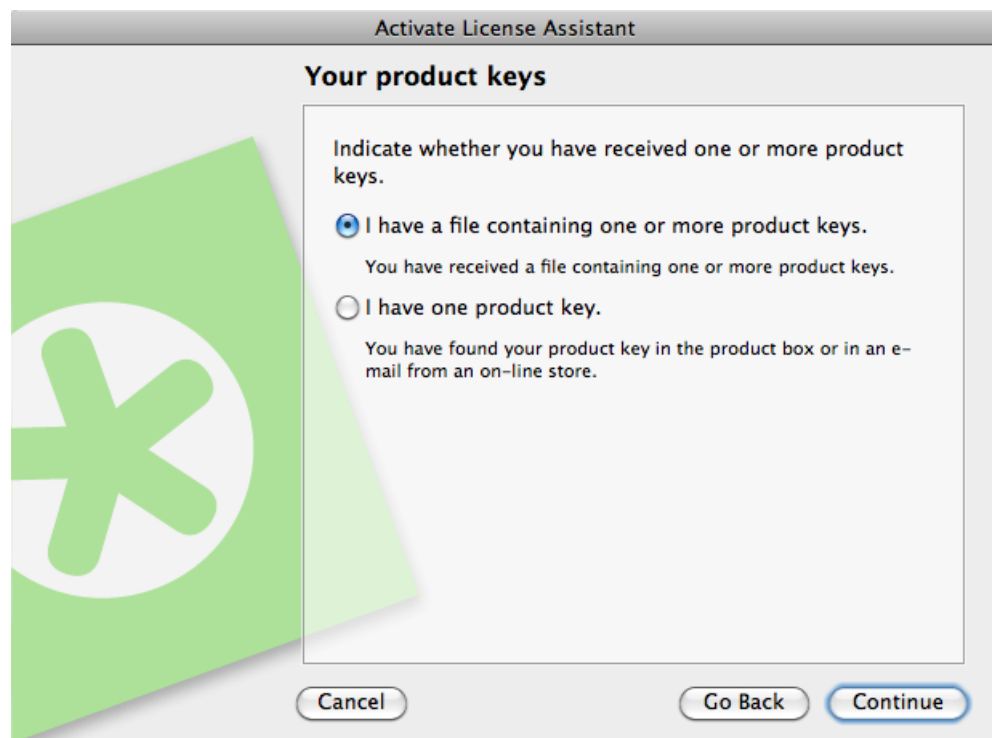 Activate License Assistant
Your product keys
Indicate whether you have received one or more product
keys.
I have a file containing one or more product keys.
You have received a file containing one or more product keys.
I have one product key.
You have found your product key in the product box or in an e-
mail from an on-line store.
Cancel
Go Back
Continue